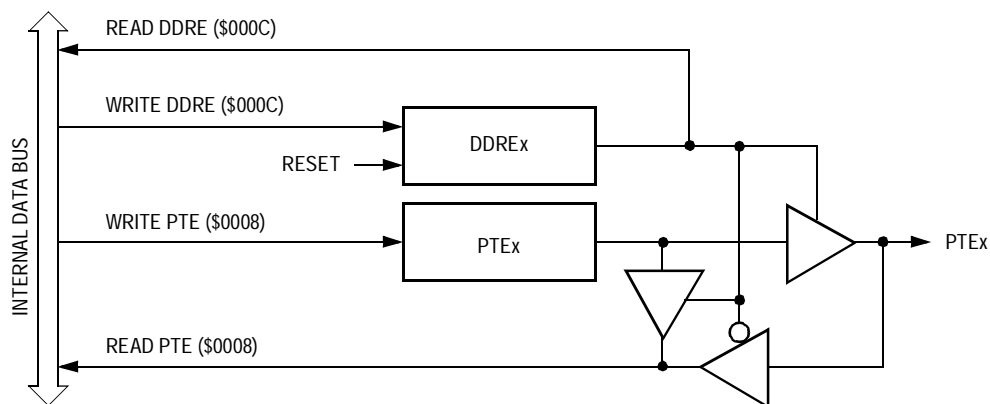 READ DDRE ($000C)
WRITE DDRE ($000C)
DDREx
RESET
WRITE PTE ($0008)
PTEx
PTEx
READ PTE ($0008)
INTERNAL DATA BUS